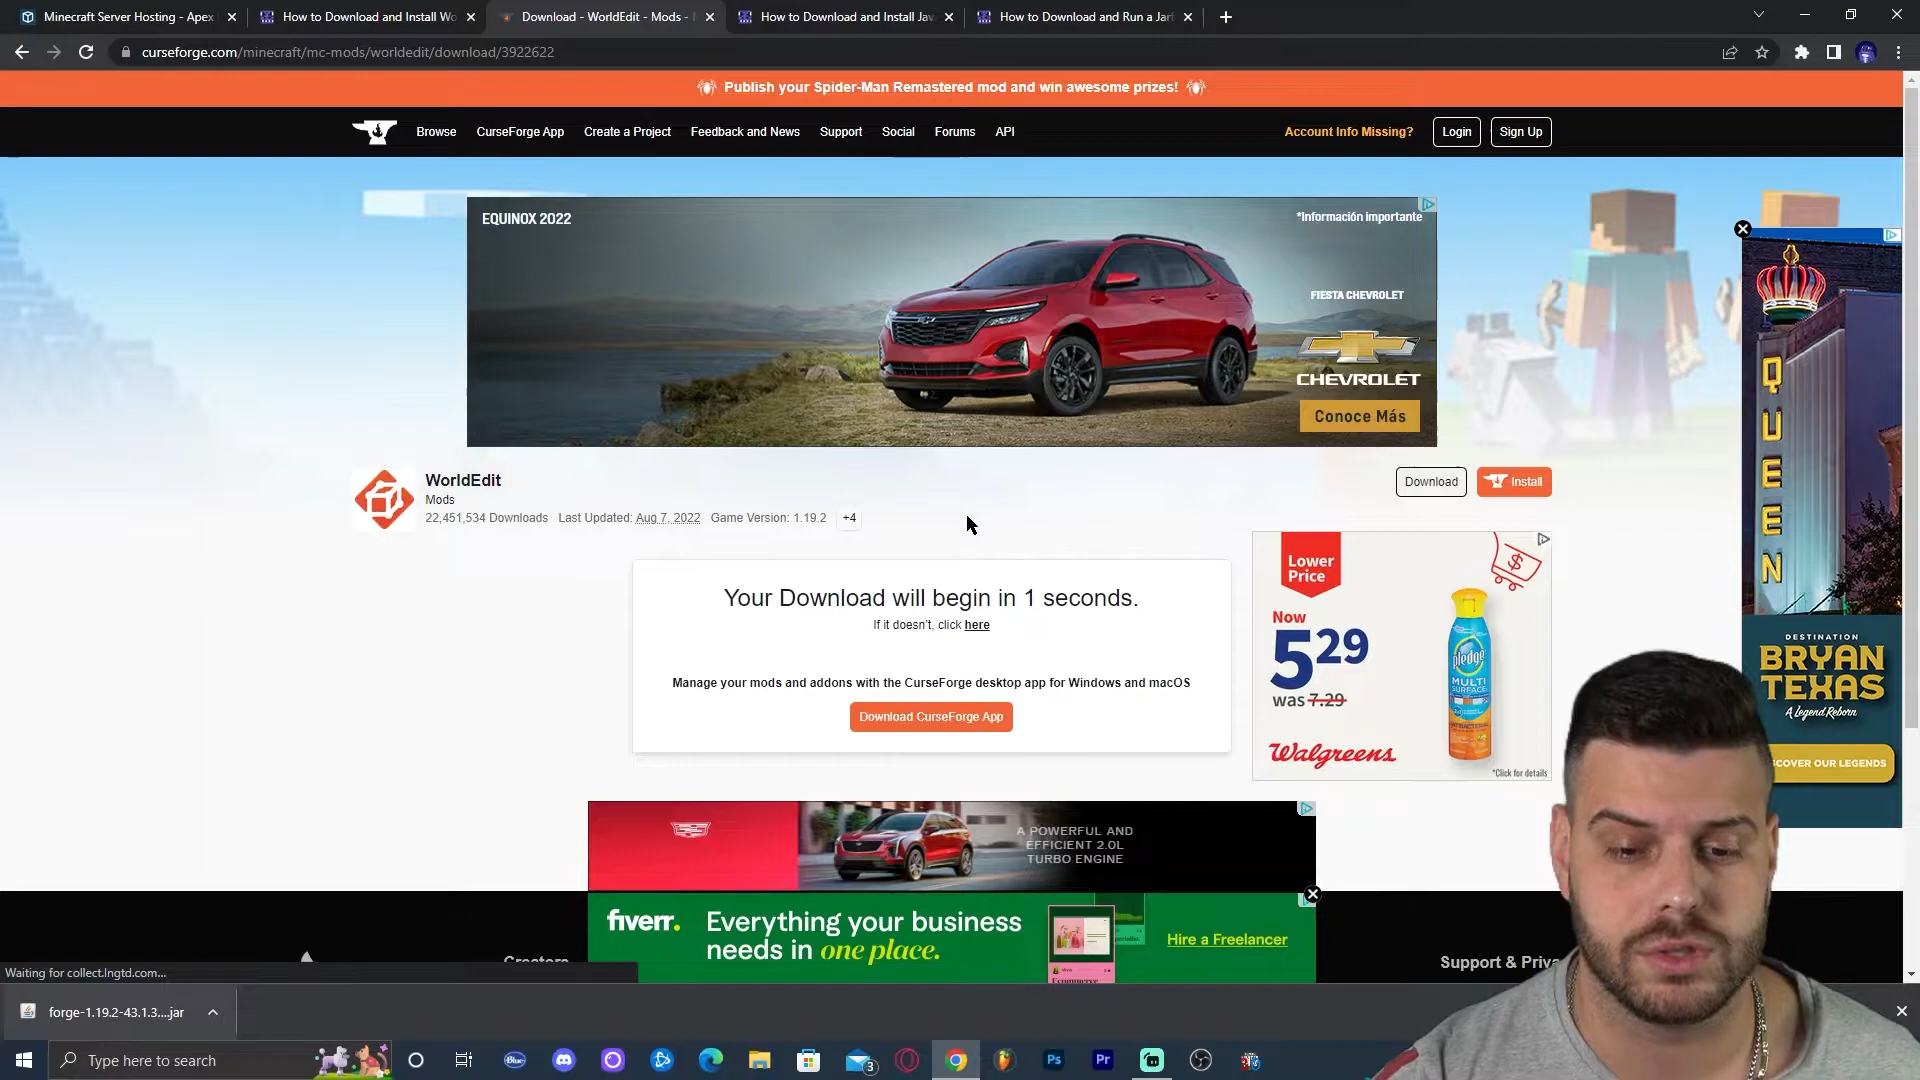 Minecraft Server Hosting - Apex
How to Download and Install Wo
Download - WorldEdit - Mods -
How to Download and Install Jav
How to Download and Run a Jar
curseforge.com/minecraft/mc-mods/worldedit/download/3922622
Publish your Spider-Man Remastered mod and win awesome prizes!
Browse
CurseForge App
Create a Project
Feedback and News
Support
Social
Forums
API
Account Info Missing?
Login
Sign Up
EQUINOX 2022
*Información importante
FIESTA CHEVROLET
CHEVROLET
Conoce Más
WorldEdit
Mods
22,451,534 Downloads Last Updated: Aug 7, 2022 Game Version: 1.19.2 +4
Download
Install
Your Download will begin in 1 seconds.
If it doesn't, click here
Manage your mods and addons with the CurseForge desktop app for Windows and macOS
Download CurseForge App
Lower
Price
Now
5 29
was 7.29
Pledge
MULTI
SURFACE
Walgreens
*Click for details
QUEEN
DESTINATION
BRYAN
TEXAS
A Legend Reborn
COVER OUR LEGENDS
A POWERFUL AND
EFFICIENT 2.0L
TURBO ENGINE
fiverr.
Everything your business
needs in one place.
Hire a Freelancer
Creators
Support & Priva
Waiting for collect.lngtd.com...
forge-1.19.2-43.1.3....jar
Type here to search
Blue
3
Ps
Pr